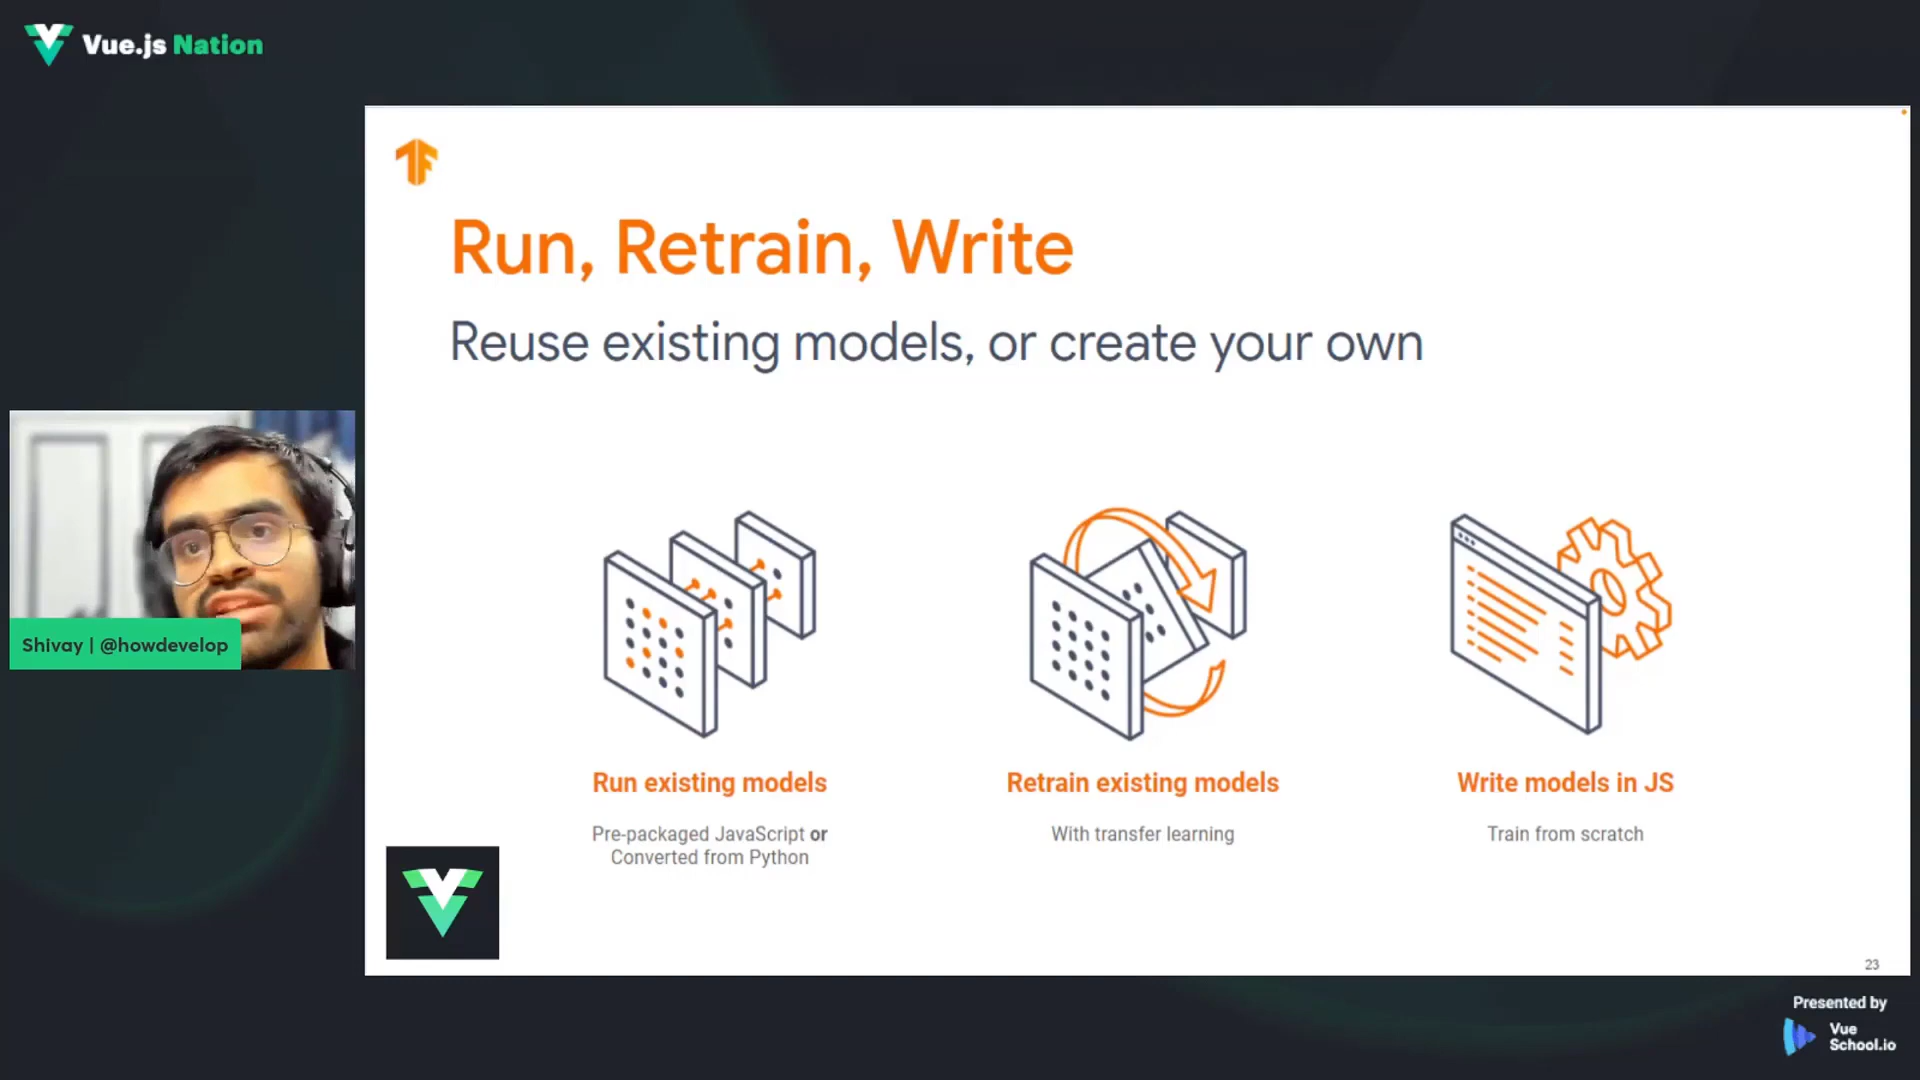 Vue.js Nation
Run, Retrain, Write
Reuse existing models, or create your own
Shivay | @howdevelop
Run existing models
Pre-packaged JavaScript or
Converted from Python
Retrain existing models
With transfer learning
Write models in JS
Train from scratch
23
Presented by
Vue
School.io